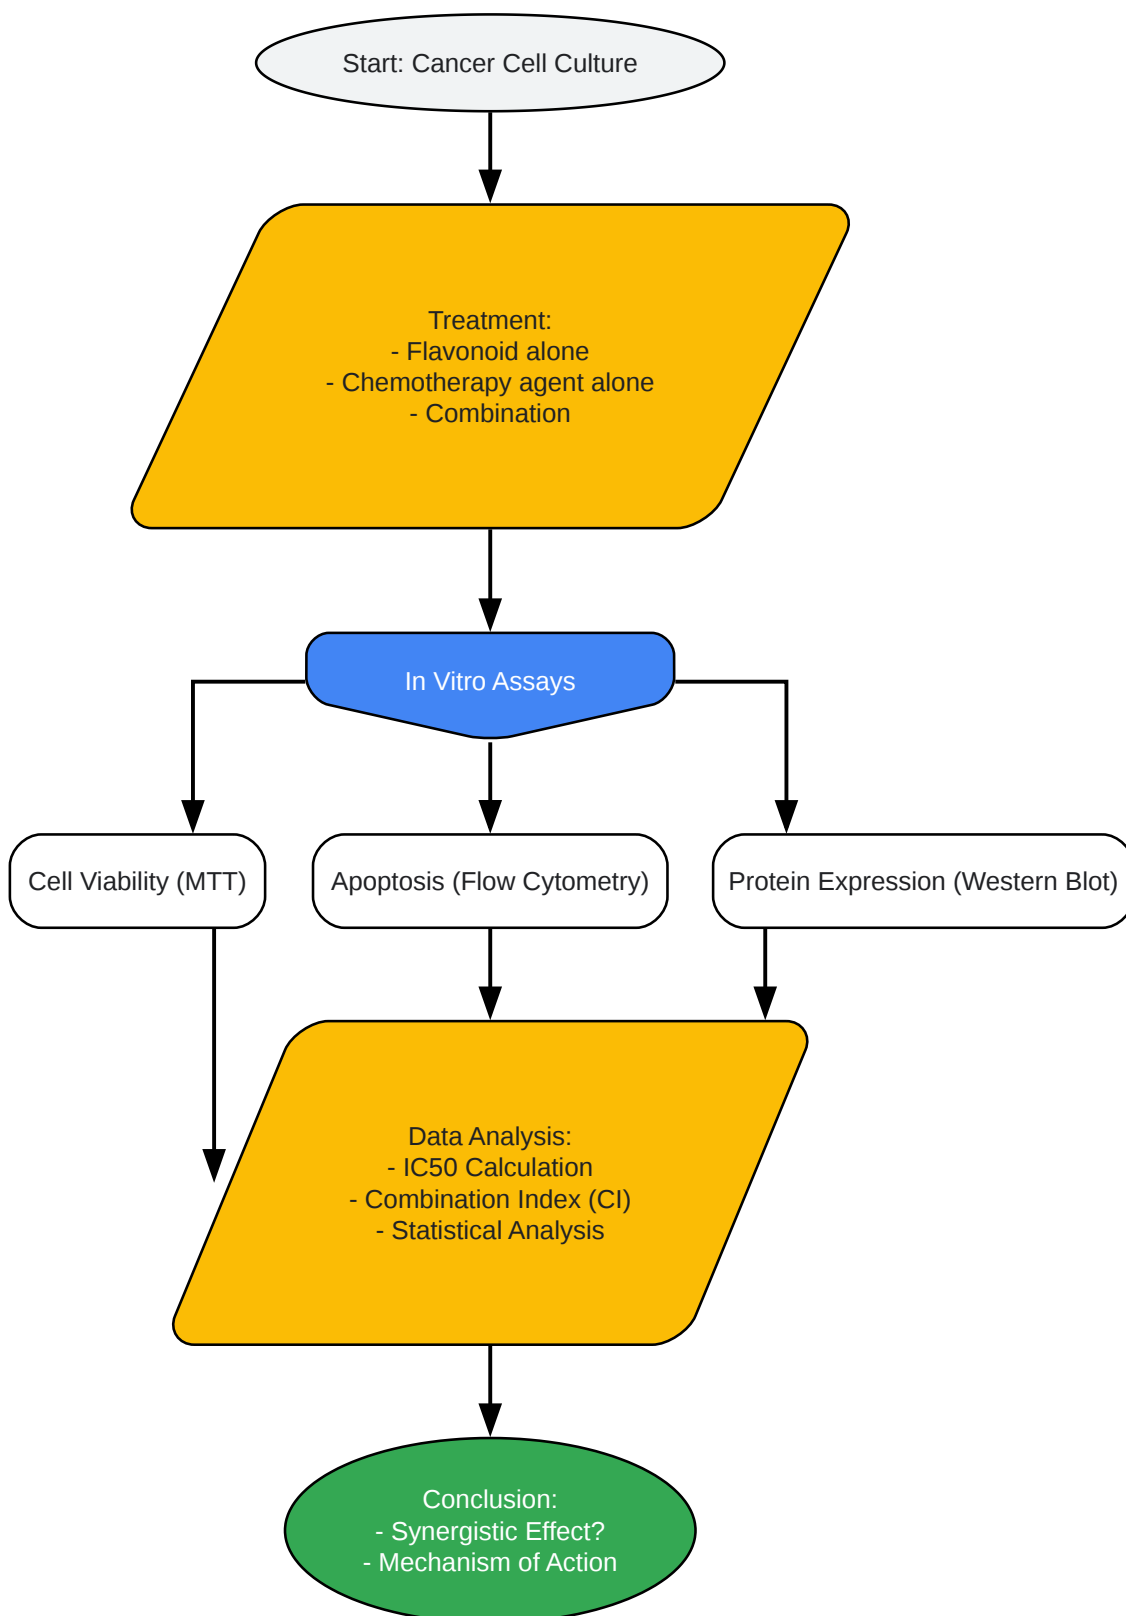 Start: Cancer Cell Culture
Treatment:
- Flavonoid alone
- Chemotherapy agent alone
- Combination
In Vitro Assays
Cell Viability (MTT)
Apoptosis (Flow Cytometry)
Protein Expression (Western Blot)
Data Analysis:
- IC50 Calculation
- Combination Index (CI)
- Statistical Analysis
Conclusion:
- Synergistic Effect?
- Mechanism of Action